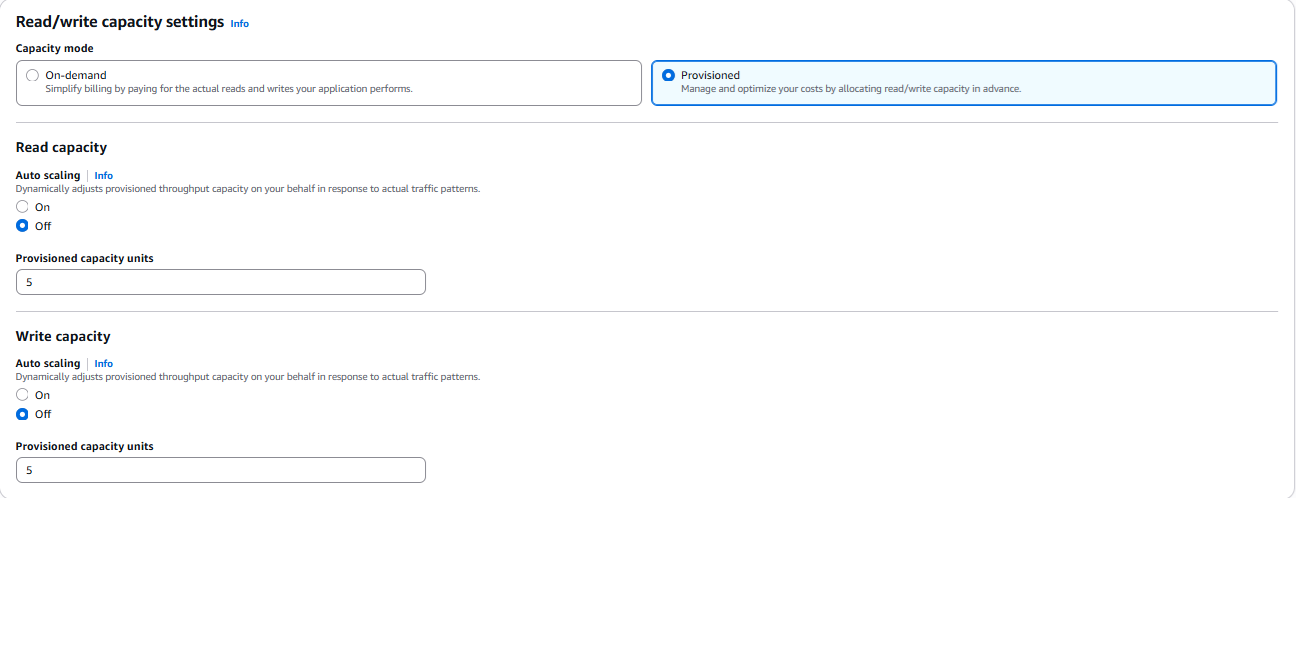 Read/write capacity settings Info
Capacity mode
On-demand
Simplify billing by paying for the actual reads and writes your application performs.
Provisioned
Manage and optimize your costs by allocating read/write capacity in advance.
Read capacity
Auto scaling Info
Dynamically adjusts provisioned throughput capacity on your behalf in response to actual traffic patterns.
On
Off
Provisioned capacity units
5
Write capacity
Auto scaling Info
Dynamically adjusts provisioned throughput capacity on your behalf in response to actual traffic patterns.
On
Off
Provisioned capacity units
5